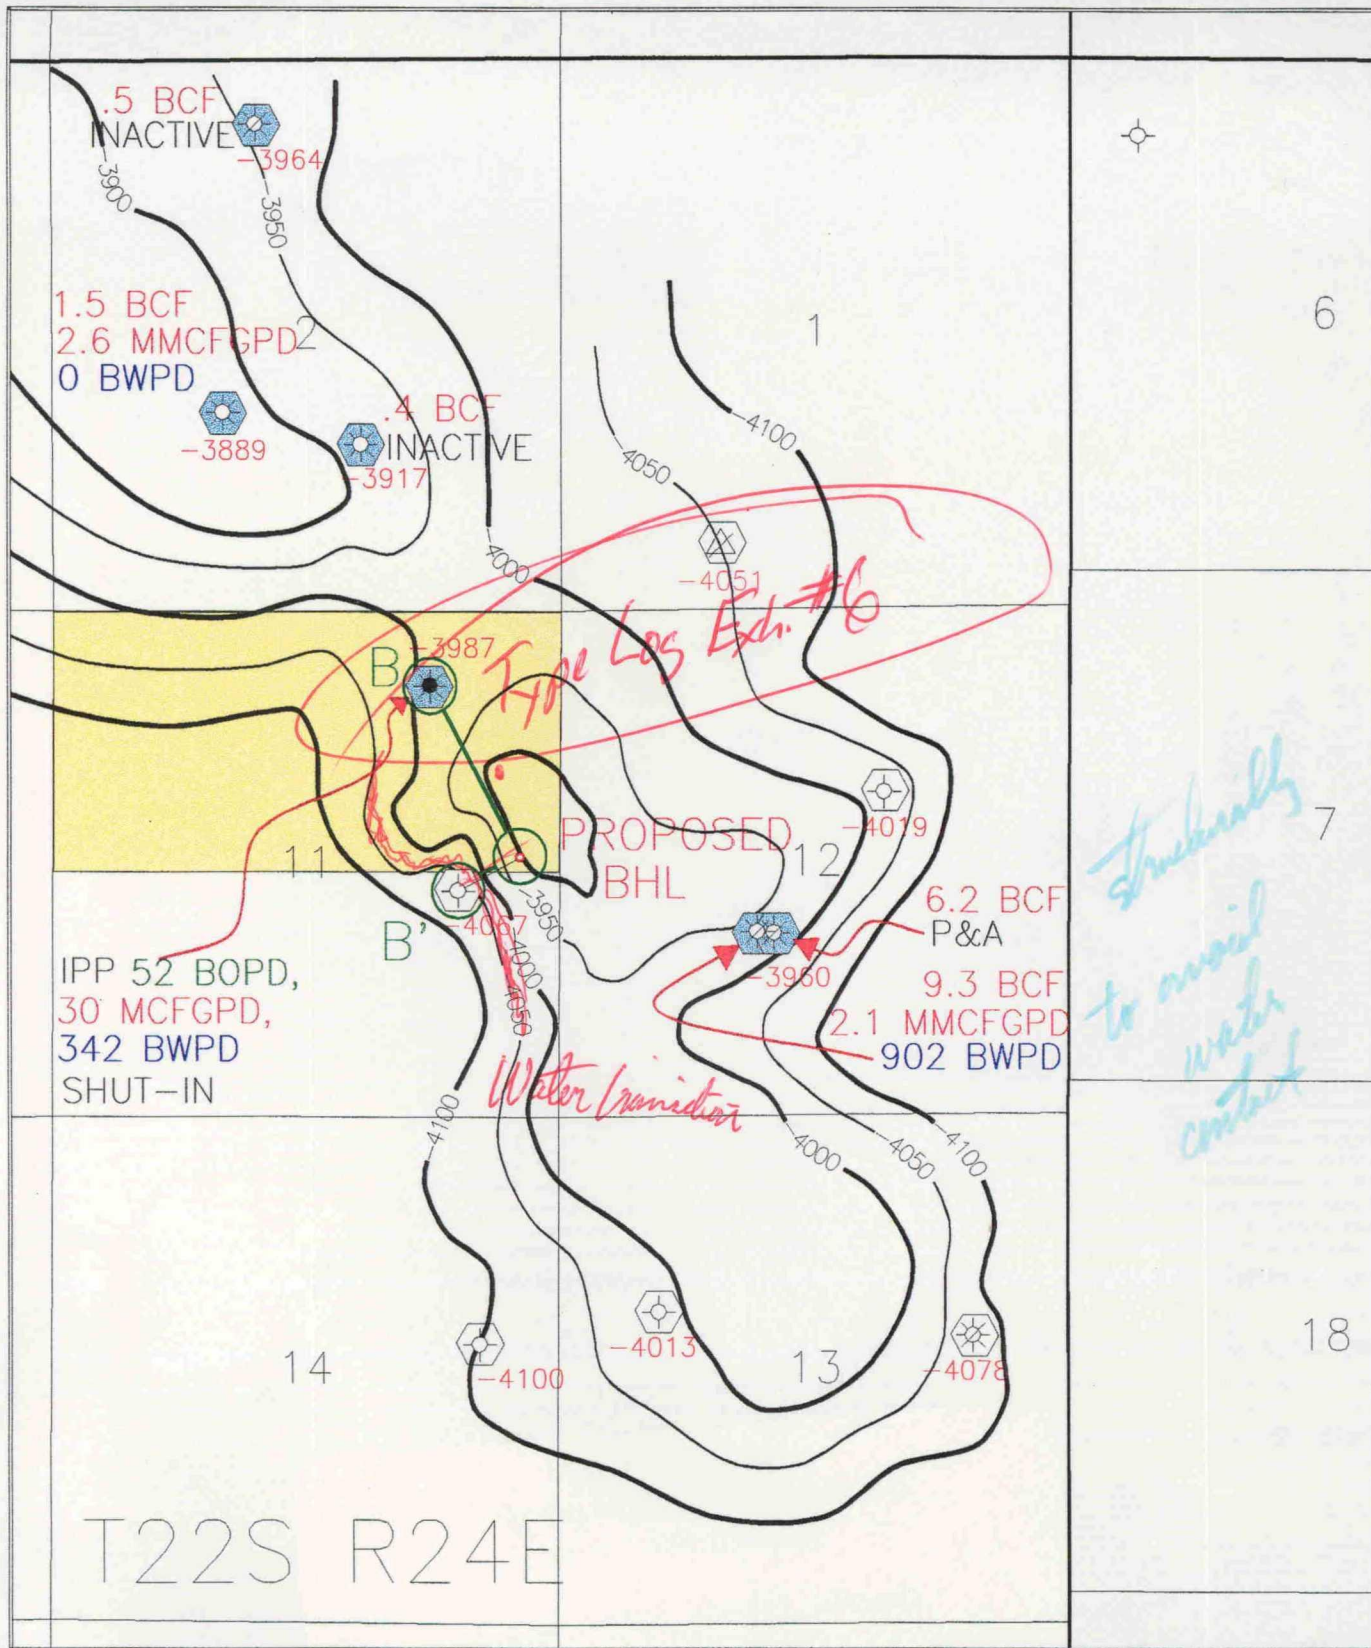 .5 BCF
INACTIVE
-3964
-3900
-3950
1.5 BCF
2.6 MMCFGPD
0 BWPD
2
1
6
.4 BCF
INACTIVE
-3889
-3917
-4100
-4050
-4000
-4051
Type Log Exh. #6
-3987
B
PROPOSED
BHL
-4019
11
12
7
-4067
B'
-3950
-4000
-4050
6.2 BCF
P&A
-3960
9.3 BCF
2.1 MMCFGPD
902 BWPD
IPP 52 BOPD,
30 MCFGPD,
342 BWPD
SHUT-IN
structurally
to avoid
water
contact
Water transition
-4100
-4000
-4050
-4100
-4013
-4100
-4078
14
13
18
T22S R24E